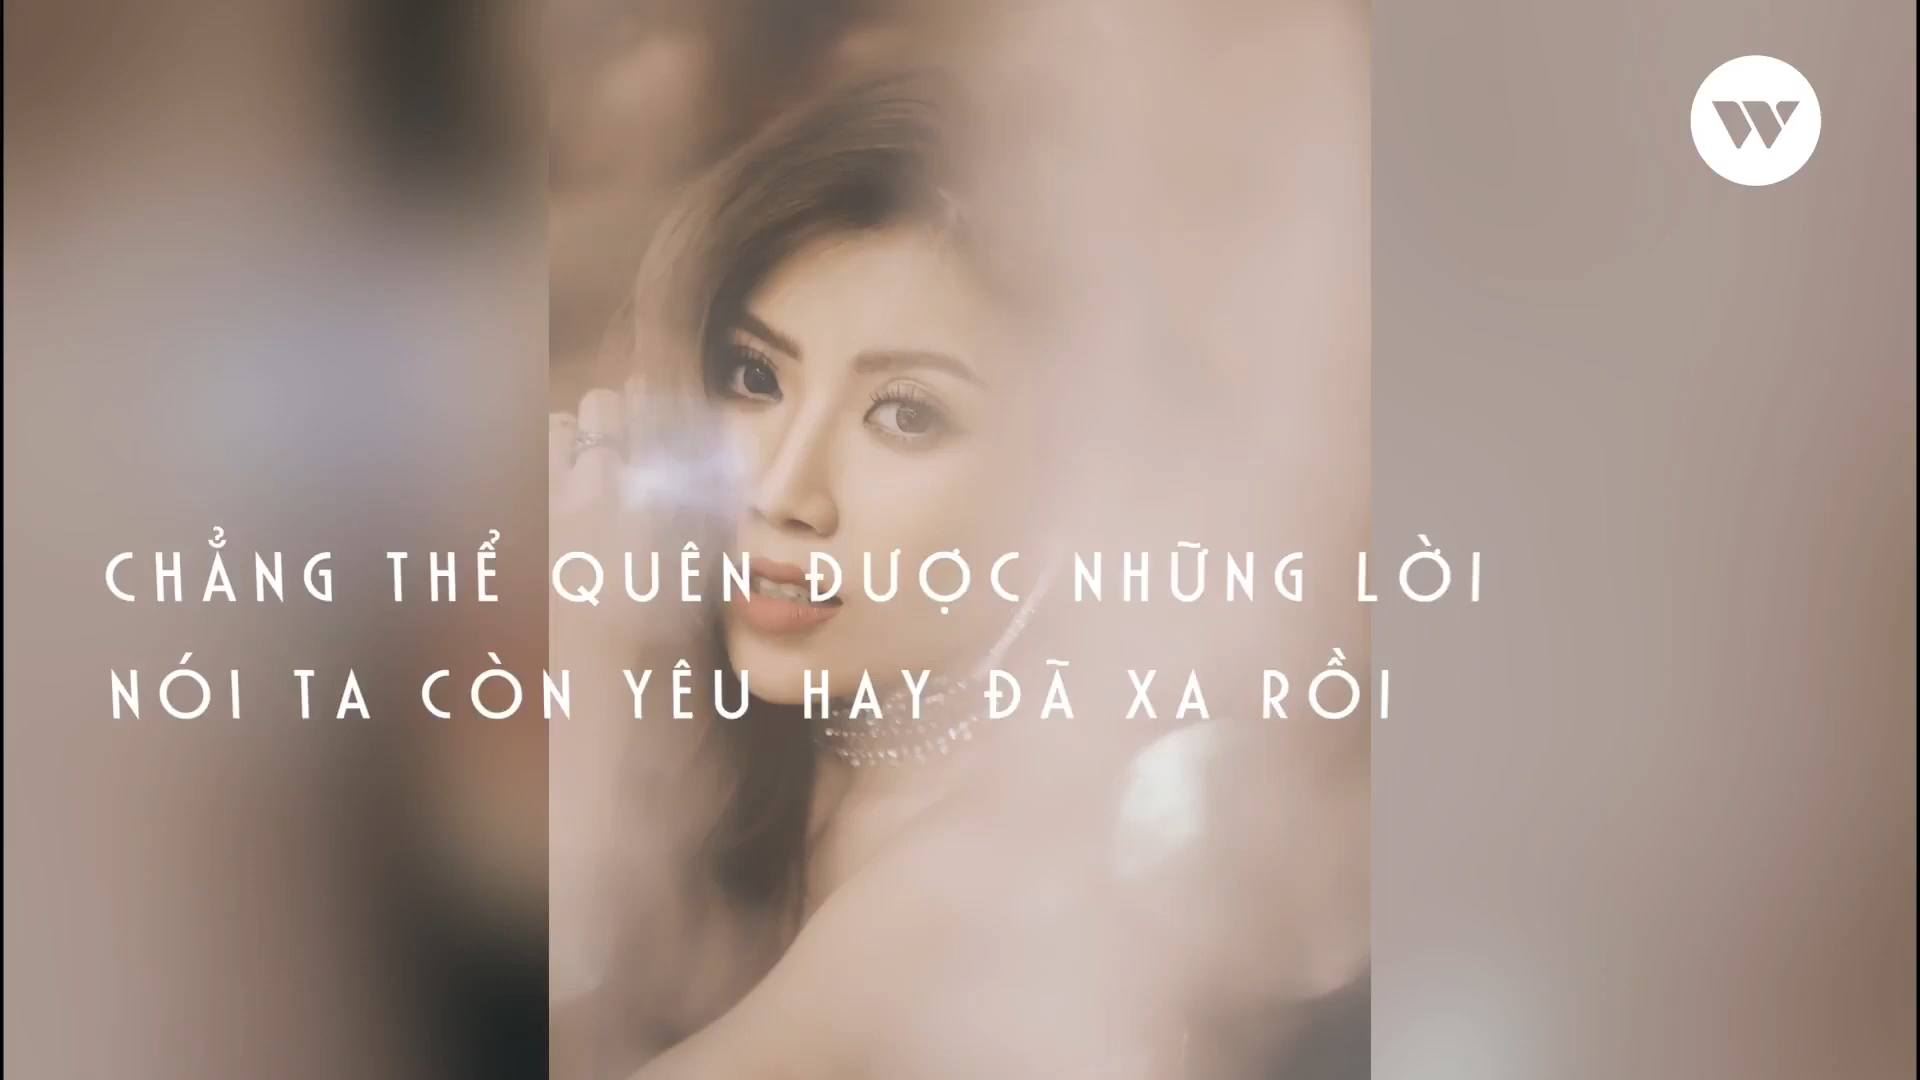 CHẲNG THỂ QUÊN ĐƯỢC NHỮNG LỜI
NÓI TA CÒN YÊU HAY ĐÃ XA RỒI